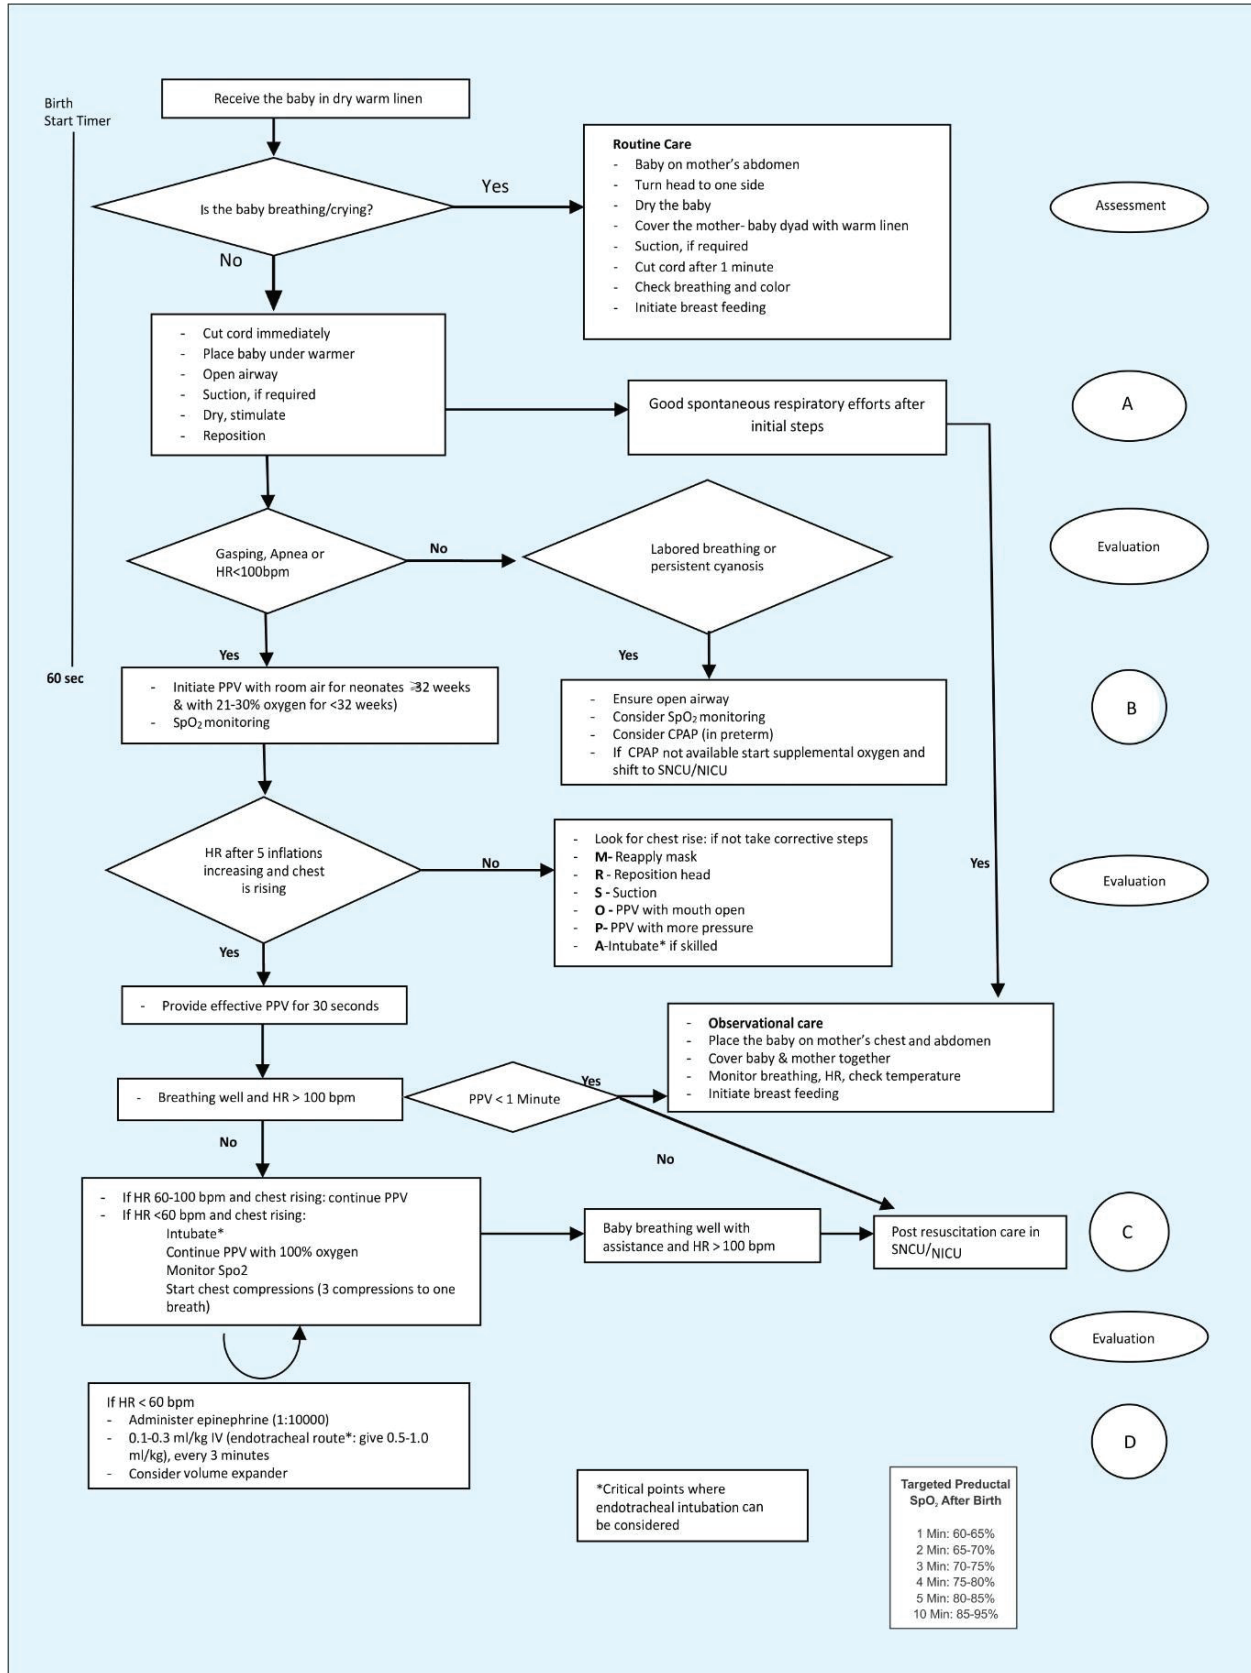 Receive the baby in dry warm linen
Birth
Start Timer
Is the baby breathing/crying?
Yes
No
Routine Care
- Baby on mother's abdomen
- Turn head to one side
- Dry the baby
- Cover the mother- baby dyad with warm linen
- Suction, if required
- Cut cord after 1 minute
- Check breathing and color
- Initiate breast feeding
Assessment
- Cut cord immediately
- Place baby under warmer
- Open airway
- Suction, if required
- Dry, stimulate
- Reposition
Good spontaneous respiratory efforts after
initial steps
A
Gasping, Apnea or
HR<100bpm
No
Labored breathing or
persistent cyanosis
Evaluation
Yes
Yes
60 sec
- Initiate PPV with room air for neonates ≥32 weeks
& with 21-30% oxygen for <32 weeks)
- SpO₂ monitoring
- Ensure open airway
- Consider SpO₂ monitoring
- Consider CPAP (in preterm)
- If CPAP not available start supplemental oxygen and
shift to SNCU/NICU
B
HR after 5 inflations
increasing and chest
is rising
No
- Look for chest rise: if not take corrective steps
- M- Reapply mask
- R - Reposition head
- S - Suction
- O - PPV with mouth open
- P- PPV with more pressure
- A-Intubate* if skilled
Yes
Evaluation
Yes
- Provide effective PPV for 30 seconds
- Observational care
- Place the baby on mother's chest and abdomen
- Cover baby & mother together
- Monitor breathing, HR, check temperature
- Initiate breast feeding
- Breathing well and HR > 100 bpm
PPV < 1 Minute
Yes
No
No
- If HR 60-100 bpm and chest rising: continue PPV
- If HR <60 bpm and chest rising:
Intubate*
Continue PPV with 100% oxygen
Monitor Spo2
Start chest compressions (3 compressions to one
breath)
Baby breathing well with
assistance and HR > 100 bpm
Post resuscitation care in
SNCU/NICU
C
Evaluation
If HR < 60 bpm
- Administer epinephrine (1:10000)
- 0.1-0.3 ml/kg IV (endotracheal route*: give 0.5-1.0
ml/kg), every 3 minutes
- Consider volume expander
D
*Critical points where
endotracheal intubation can
be considered
Targeted Preductal
SpO₂ After Birth
1 Min: 60-65%
2 Min: 65-70%
3 Min: 70-75%
4 Min: 75-80%
5 Min: 80-85%
10 Min: 85-95%